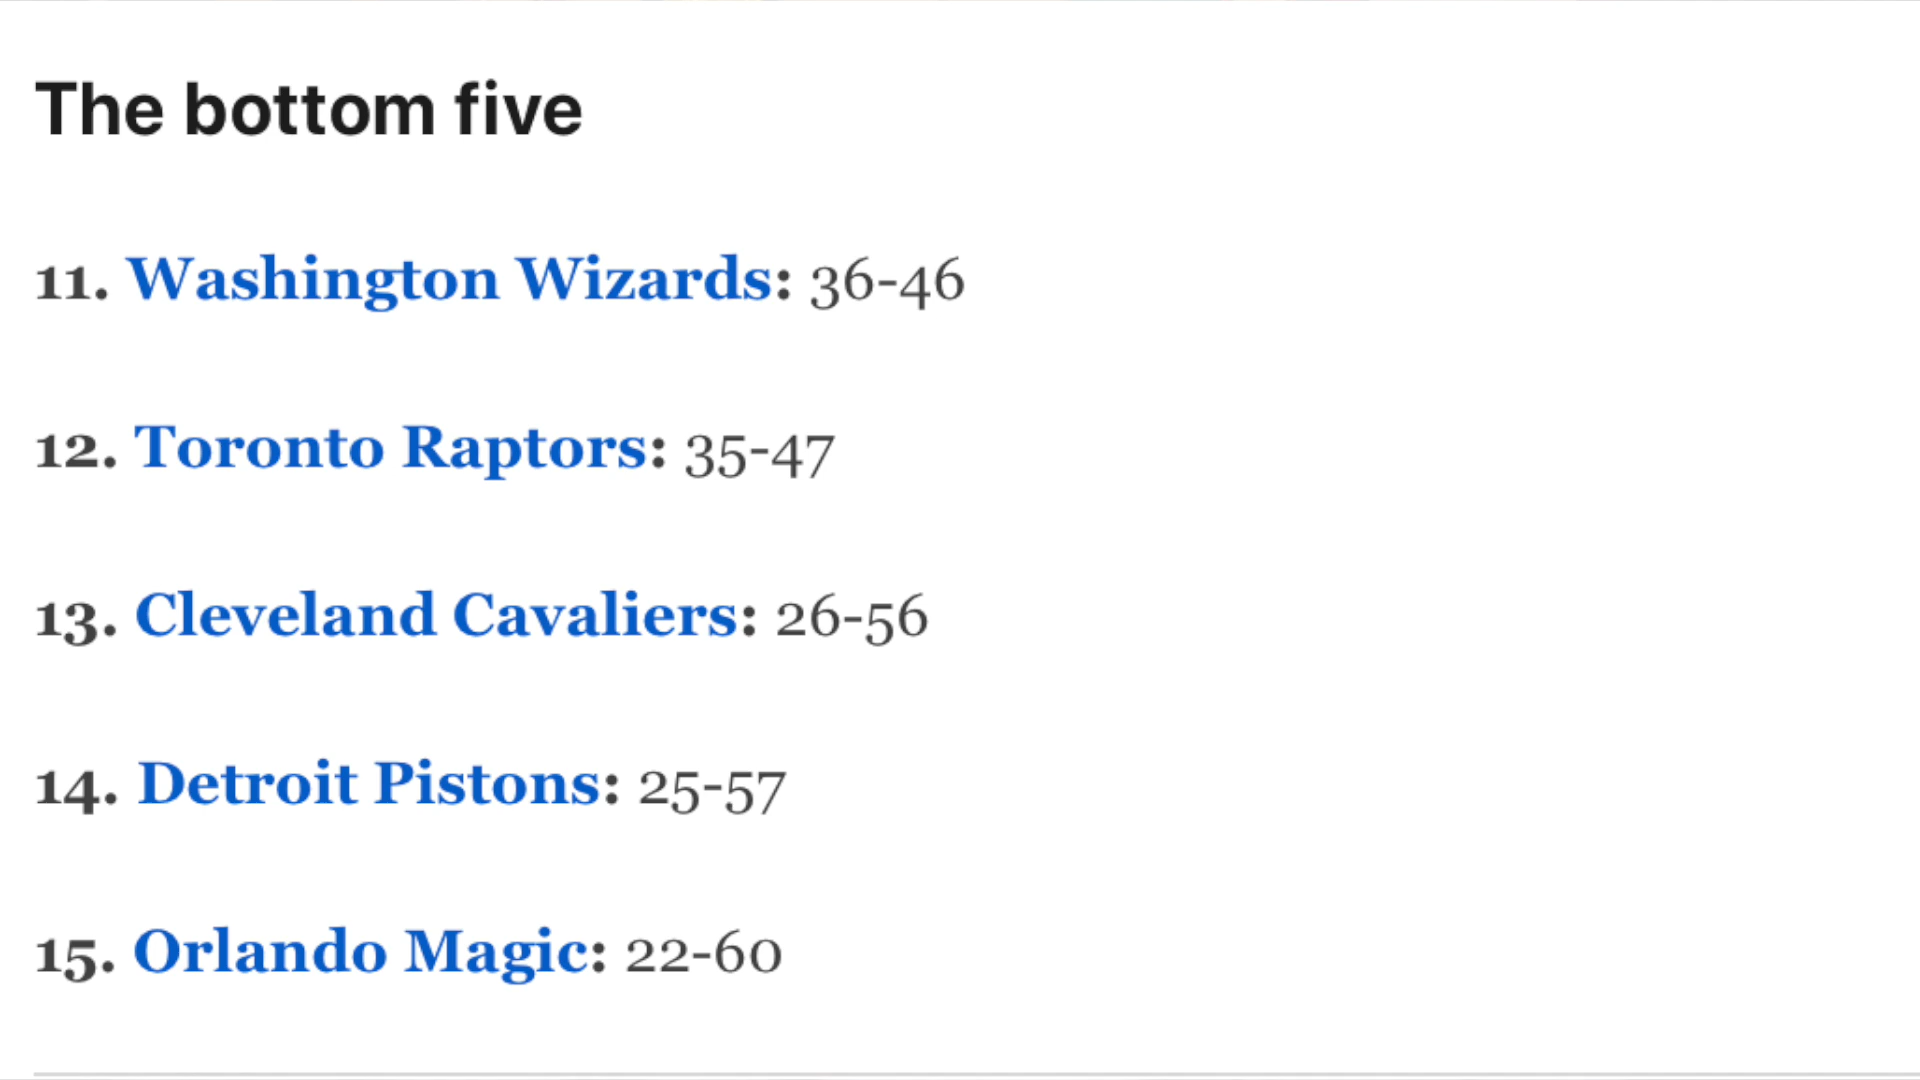 The bottom five
11. Washington Wizards: 36-46
12. Toronto Raptors: 35-47
13. Cleveland Cavaliers: 26-56
14. Detroit Pistons: 25-57
15. Orlando Magic: 22-60